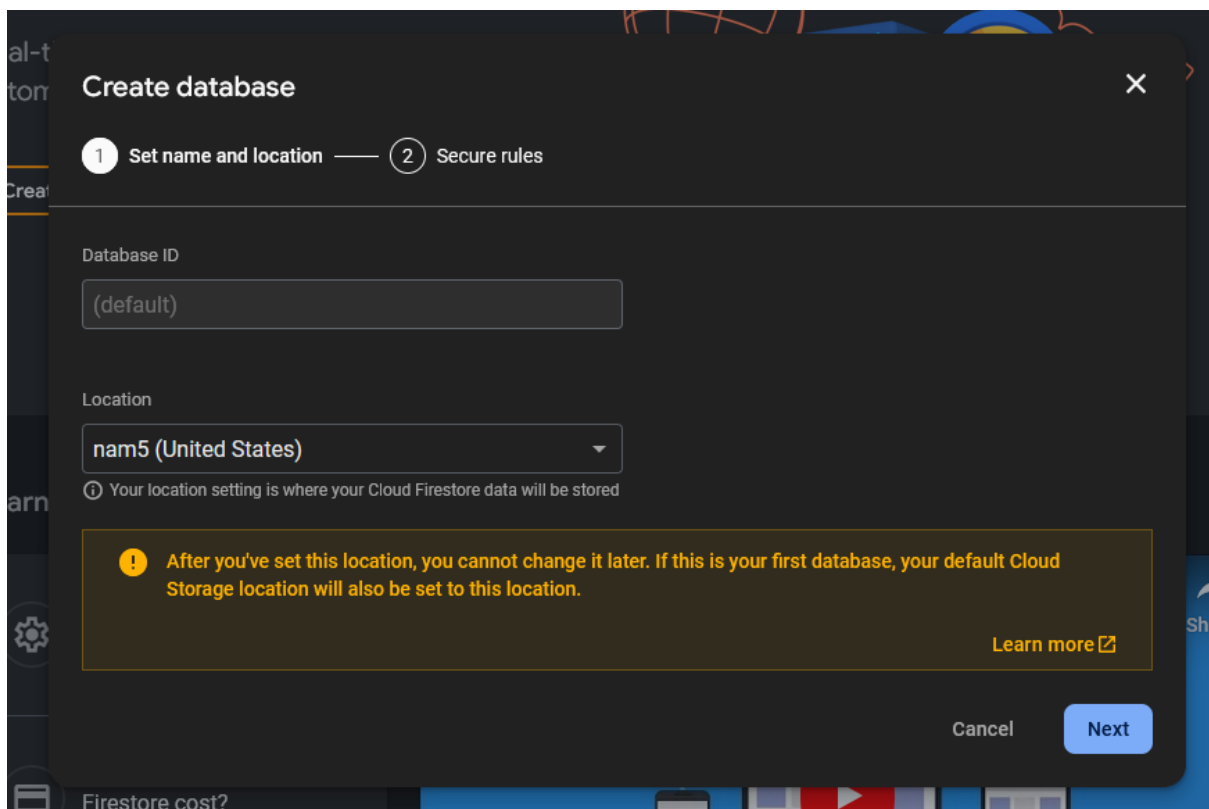 Create database
1 Set name and location 2 Secure rules
Database ID
(default)
Location
nam5 (United States)
Your location setting is where your Cloud Firestore data will be stored
After you've set this location, you cannot change it later. If this is your first database, your default Cloud
Storage location will also be set to this location.
Learn more
Cancel Next
Firestore cost?